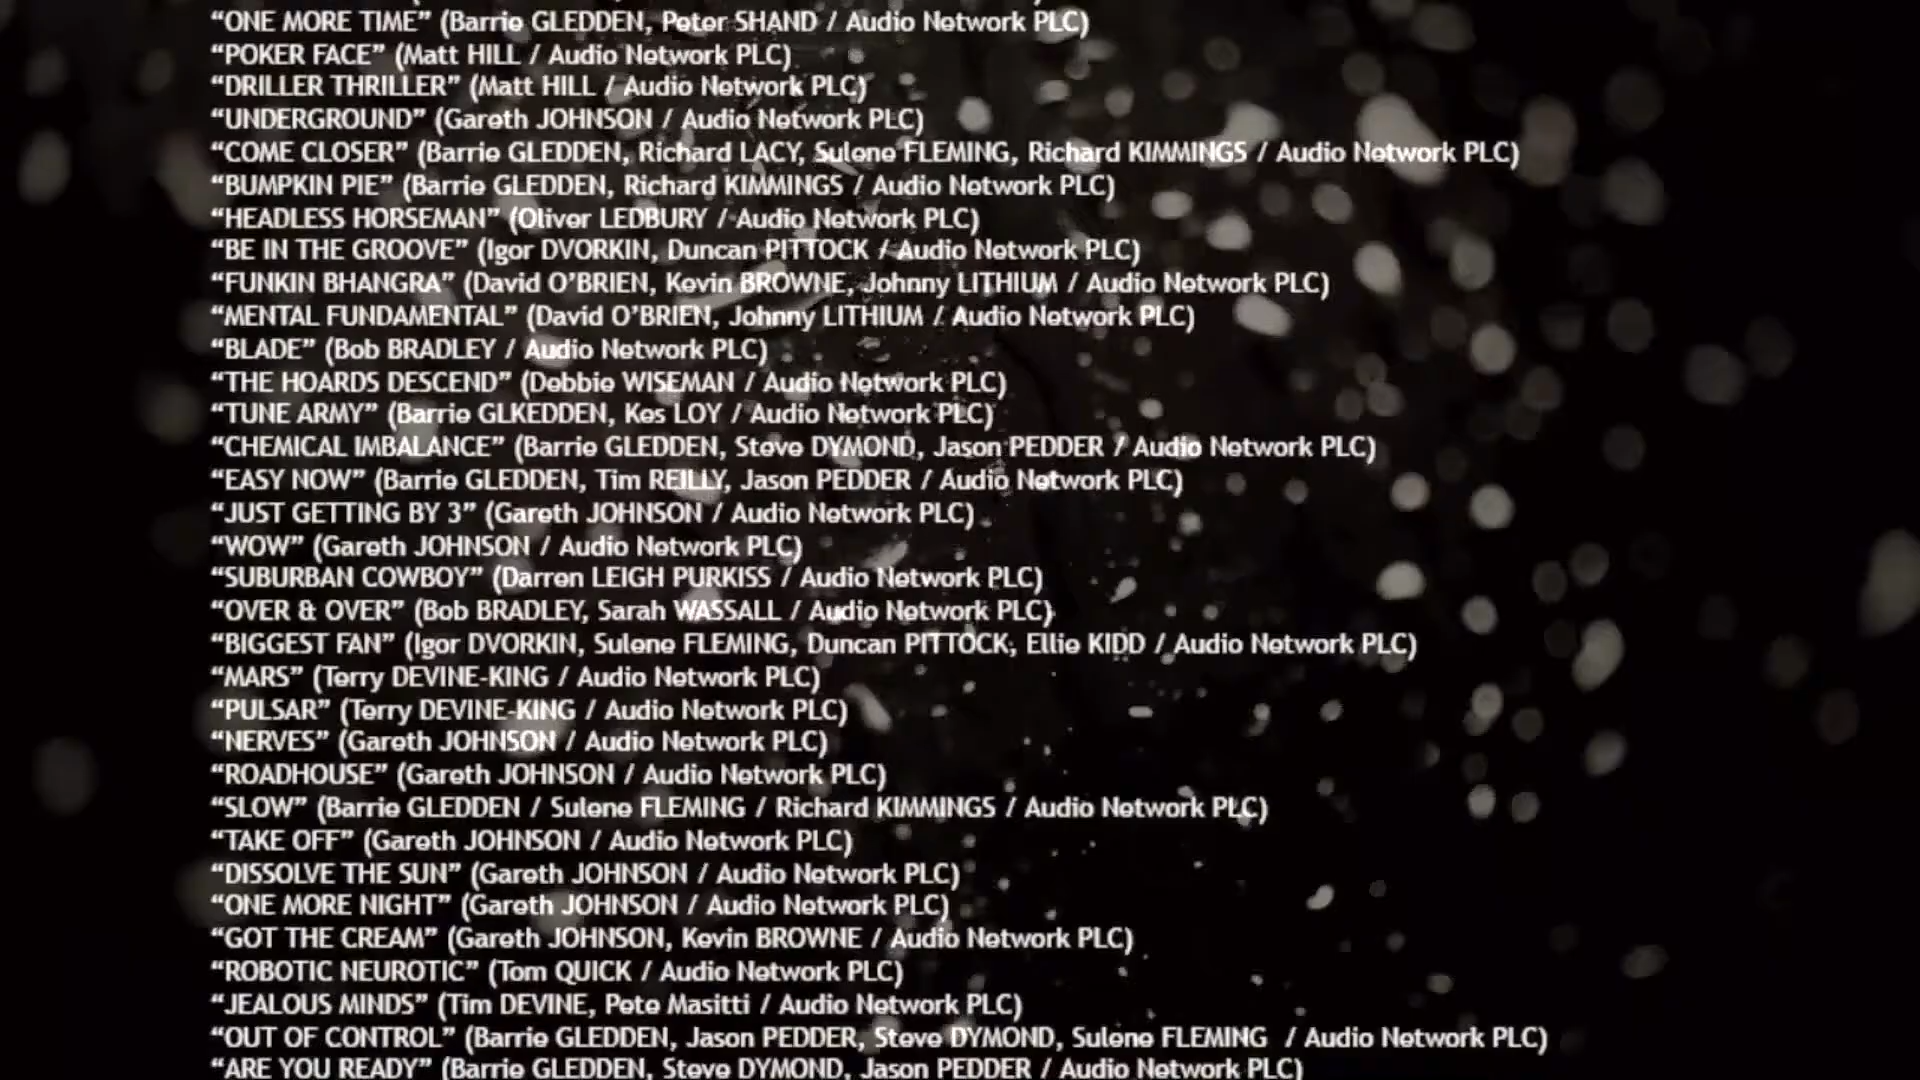 “ONE MORE TIME” (Barrie GLEDDEN, Peter SHAND / Audio Network PLC)
“POKER FACE” (Matt HILL / Audio Network PLC)
“DRILLER THRILLER” (Matt HILL / Audio Network PLC)
“UNDERGROUND” (Gareth JOHNSON / Audio Network PLC)
“COME CLOSER” (Barrie GLEDDEN, Richard LACY, Sulene FLEMING, Richard KIMMINGS / Audio Network PLC)
“BUMPKIN PIE” (Barrie GLEDDEN, Richard KIMMINGS / Audio Network PLC)
“HEADLESS HORSEMAN” (Oliver LEDBURY / Audio Network PLC)
“BE IN THE GROOVE” (Igor DVORKIN, Duncan PITTOCK / Audio Network PLC)
“FUNKIN BHANGRA” (David O’BRIEN, Kevin BROWNE, Johnny LITHIUM / Audio Network PLC)
“MENTAL FUNDAMENTAL” (David O’BRIEN, Johnny LITHIUM / Audio Network PLC)
“BLADE” (Bob BRADLEY / Audio Network PLC)
“THE HOARDS DESCEND” (Debbie WISEMAN / Audio Network PLC)
“TUNE ARMY” (Barrie GLKEDDEN, Kes LOY / Audio Network PLC)
“CHEMICAL IMBALANCE” (Barrie GLEDDEN, Steve DYMOND, Jason PEDDER / Audio Network PLC)
“EASY NOW” (Barrie GLEDDEN, Tim REILLY, Jason PEDDER / Audio Network PLC)
“JUST GETTING BY 3” (Gareth JOHNSON / Audio Network PLC)
“WOW” (Gareth JOHNSON / Audio Network PLC)
“SUBURBAN COWBOY” (Darren LEIGH PURKISS / Audio Network PLC)
“OVER & OVER” (Bob BRADLEY, Sarah WASSALL / Audio Network PLC)
“BIGGEST FAN” (Igor DVORKIN, Sulene FLEMING, Duncan PITTOCK, Ellie KIDD / Audio Network PLC)
“MARS” (Terry DEVINE-KING / Audio Network PLC)
“PULSAR” (Terry DEVINE-KING / Audio Network PLC)
“NERVES” (Gareth JOHNSON / Audio Network PLC)
“ROADHOUSE” (Gareth JOHNSON / Audio Network PLC)
“SLOW” (Barrie GLEDDEN / Sulene FLEMING / Richard KIMMINGS / Audio Network PLC)
“TAKE OFF” (Gareth JOHNSON / Audio Network PLC)
“DISSOLVE THE SUN” (Gareth JOHNSON / Audio Network PLC)
“ONE MORE NIGHT” (Gareth JOHNSON / Audio Network PLC)
“GOT THE CREAM” (Gareth JOHNSON, Kevin BROWNE / Audio Network PLC)
“ROBOTIC NEUROTIC” (Tom QUICK / Audio Network PLC)
“JEALOUS MINDS” (Tim DEVINE, Pete Masitti / Audio Network PLC)
“OUT OF CONTROL” (Barrie GLEDDEN, Jason PEDDER, Steve DYMOND, Sulene FLEMING / Audio Network PLC)
“ARE YOU READY” (Barrie GLEDDEN, Steve DYMOND, Jason PEDDER / Audio Network PLC)